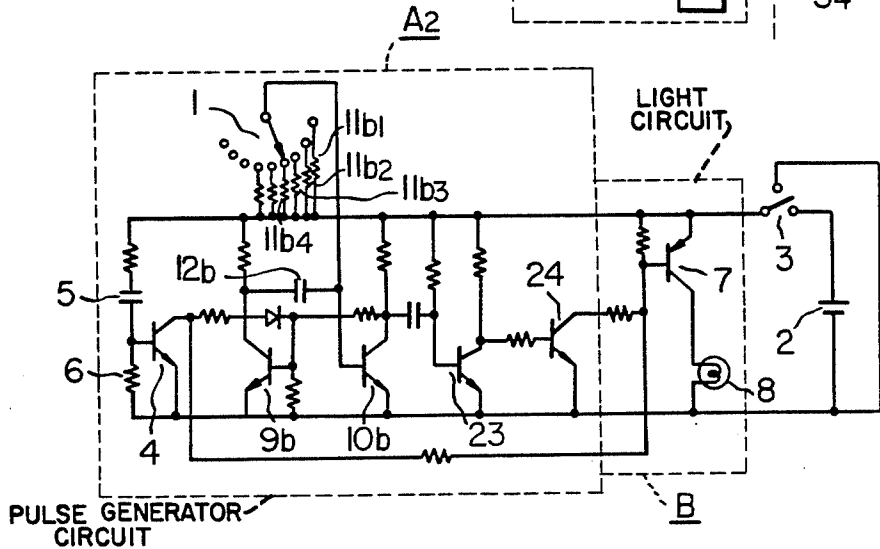 34
A2
1
11b1
LIGHT
CIRCUIT
11b2
11b3
11b4
12b
3
24
7
5
2
6
8
4
9b
10b
23
B
PULSE GENERATOR
CIRCUIT